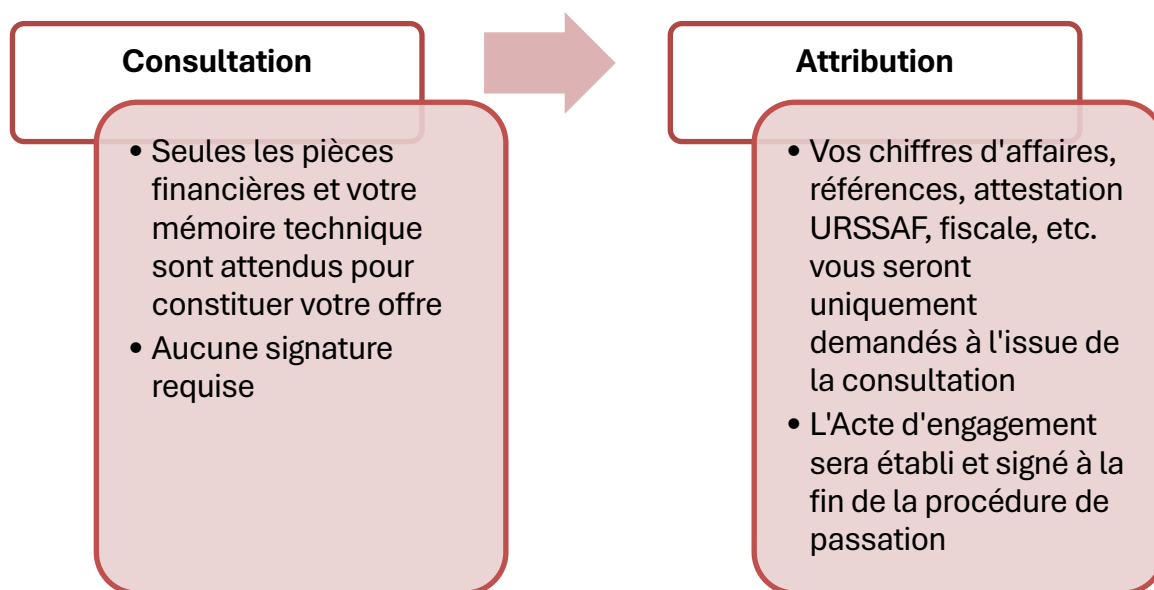 Consultation
• Seules les pièces
financières et votre
mémoire technique
sont attendus pour
constituer votre offre
• Aucune signature
requise
Attribution
• Vos chiffres d'affaires,
références, attestation
URSSAF, fiscale, etc.
vous seront
uniquement
demandés à l'issue de
la consultation
• L'Acte d'engagement
sera établi et signé à la
fin de la procédure de
passation